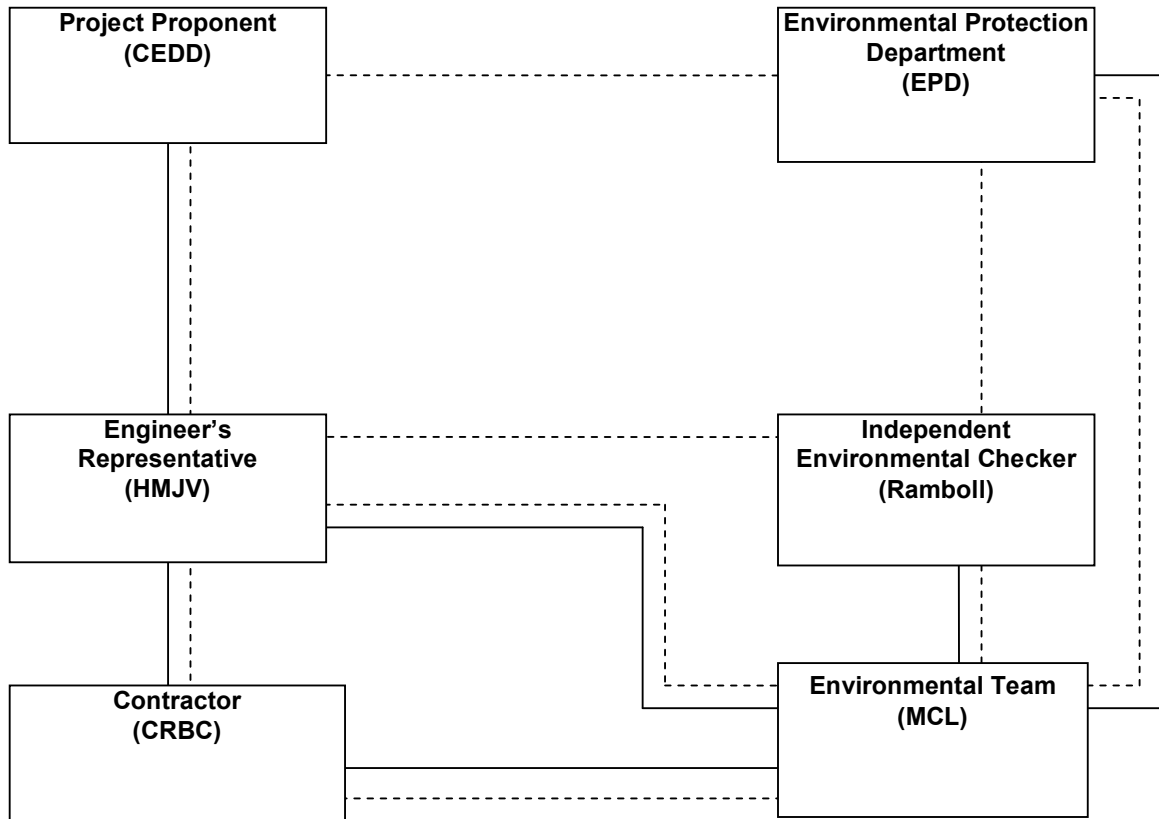 Project Proponent
(CEDD)
Environmental Protection
Department
(EPD)
Engineer’s
Representative
(HMJV)
Independent
Environmental Checker
(Ramboll)
Contractor
(CRBC)
Environmental Team
(MCL)